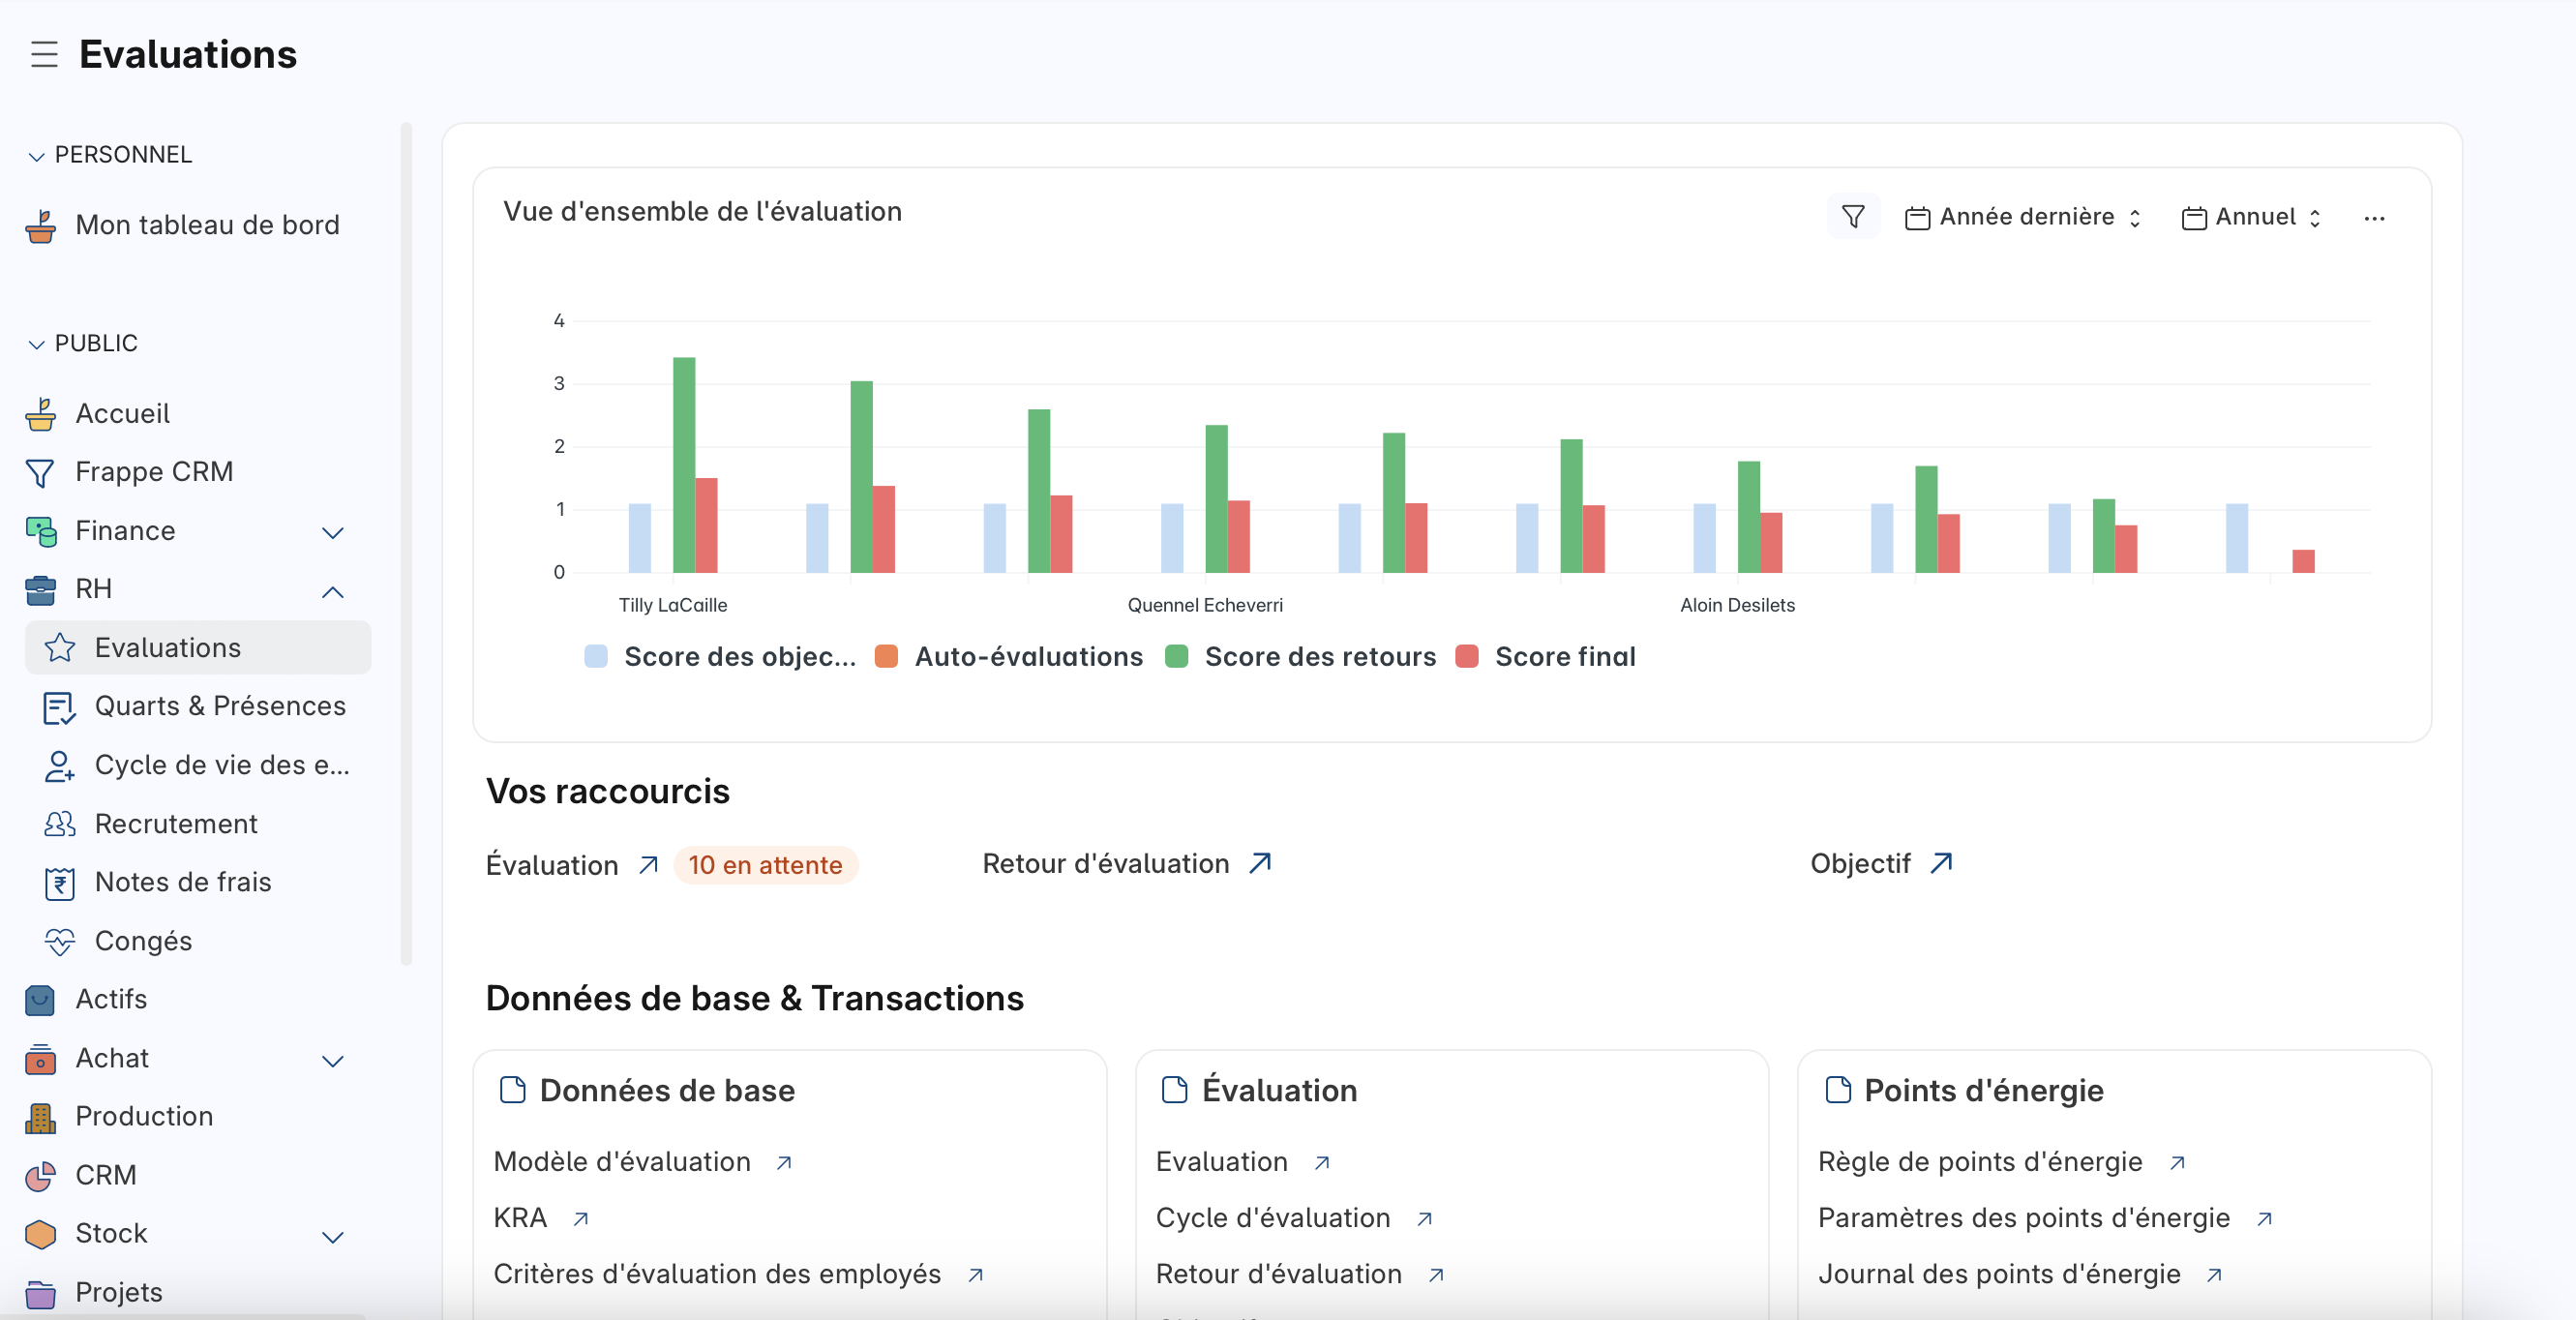 Evaluations
PERSONNEL
Mon tableau de bord
PUBLIC
Accueil
Frappe CRM
Finance
RH
Evaluations
Quarts & Présences
Cycle de vie des e...
Recrutement
Notes de frais
Congés
Actifs
Achat
Production
CRM
Stock
Projets
Vue d'ensemble de l'évaluation
Année dernière
Annuel
4
3
2
1
0
Tilly LaCaille
Quennel Echeverri
Aloin Desilets
Score des objec...
Auto-évaluations
Score des retours
Score final
Vos raccourcis
Évaluation
10 en attente
Retour d'évaluation
Objectif
Données de base & Transactions
Données de base
Modèle d'évaluation
KRA
Critères d'évaluation des employés
Évaluation
Evaluation
Cycle d'évaluation
Retour d'évaluation
Points d'énergie
Règle de points d'énergie
Paramètres des points d'énergie
Journal des points d'énergie